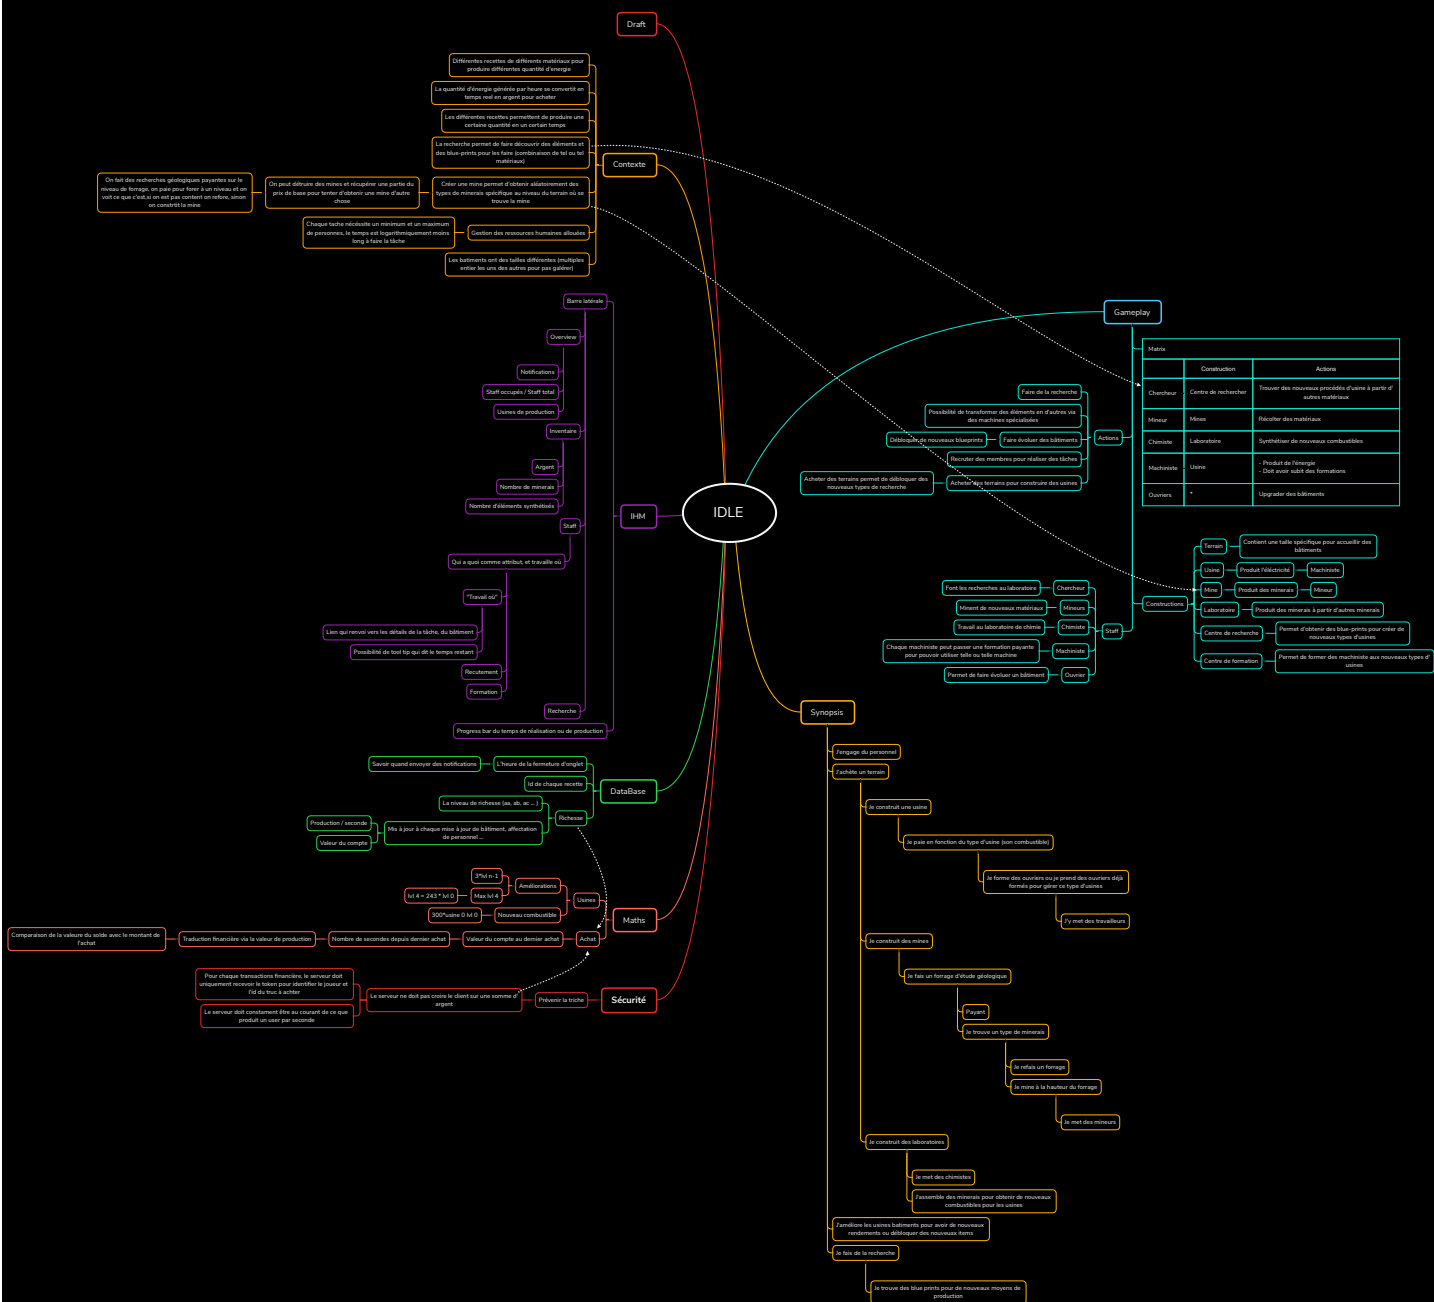 Draft
Différentes recettes de différents matériaux pour
produire différentes quantité d'energie
La quantité d'énergie générée par heure se convertit en
temps reel en argent pour acheter
Les différentes recettes permettent de produire une
certaine quantité en un certain temps
La recherche permet de faire découvrir des éléments et
des blue-prints pour les faire (combinaison de tel ou tel
matériaux)
Contexte
On fait des recherches géologiques payantes sur le
niveau de forrage, on paie pour forer à un niveau et on
voit ce que c'est,si on est pas content on refore, sinon
on constrtit la mine
On peut détruire des mines et récupérer une partie du
prix de base pour tenter d'obtenir une mine d'autre
chose
Créer une mine permet d'obtenir aléatoirement des
types de minerais spécifique au niveau du terrain où se
trouve la mine
Chaque tache nécéssite un minimum et un maximum
de personnes, le temps est logarithmiquement moins
long à faire la tâche
Gestion des ressources humaines allouées
Les batiments ont des tailles différentes (multiples
entier les uns des autres pour pas galérer)
Barre latérale
Overview
Notifications
Staff occupés / Staff total
Usines de production
Inventaire
Argent
Nombre de minerais
Nombre d'éléments synthétisés
IHM
Staff
Qui a quoi comme attribut, et travaille où
"Travail où"
Lien qui renvoi vers les détails de la tâche, du bâtiment
Possibilité de tool tip qui dit le temps restant
Recutement
Formation
Recherche
Progress bar du temps de réalisation ou de production
IDLE
Gameplay
Matrix
Construction
Actions
Chercheur
Centre de rechercher
Trouver des nouveaux procédés d'usine à partir d'
autres matériaux
Mineur
Mines
Récolter des matériaux
Chimiste
Laboratoire
Synthétiser de nouveaux combustibles
Machiniste
Usine
- Produit de l'énergie
- Doit avoir subit des formations
Ouvriers
*
Upgrader des bâtiments
Faire de la recherche
Possibilité de transformer des éléments en d'autres via
des machines spécialisées
Actions
Débloquer de nouveaux blueprints
Faire évoluer des bâtiments
Recruter des membres pour réaliser des tâches
Acheter des terrains permet de débloquer des
nouveaux types de recherche
Acheter des terrains pour construire des usines
Terrain
Contient une taille spécifique pour accueillir des
bâtiments
Usine
Produit l'éléctricité
Machiniste
Mine
Produit des minerais
Mineur
Constructions
Laboratoire
Produit des minerais à partir d'autres minerais
Centre de recherche
Permet d'obtenir des blue-prints pour créer de
nouveaux types d'usines
Centre de formation
Permet de former des machiniste aux nouveaux types d'
usines
Font les recherches au laboratoire
Chercheur
Minent de nouveaux matériaux
Mineurs
Travail au laboratoire de chimie
Chimiste
Staff
Chaque machiniste peut passer une formation payante
pour pouvoir utiliser telle ou telle machine
Machiniste
Permet de faire évoluer un bâtiment
Ouvrier
Synopsis
J'engage du personnel
J'achète un terrain
Je construit une usine
Je paie en fonction du type d'usine (son combustible)
Je forme des ouvriers ou je prend des ouvriers déjà
formés pour gérer ce type d'usines
J'y met des travailleurs
Je construit des mines
Je fais un forrage d'étude géologique
Payant
Je trouve un type de minerais
Je refais un forrage
Je mine à la hauteur du forrage
Je met des mineurs
Je construit des laboratoires
Je met des chimistes
J'assemble des minerais pour obtenir de nouveaux
combustibles pour les usines
J'améliore les usines batiments pour avoir de nouveaux
rendements ou débloquer des nouveuax items
Je fais de la recherche
Je trouve des blue prints pour de nouveaux moyens de
production
Savoir quand envoyer des notifications
L'heure de la fermeture d'onglet
Id de chaque recette
DataBase
La niveau de richesse (aa, ab, ac ... )
Richesse
Production / seconde
Valeur du compte
Mis à jour à chaque mise à jour de bâtiment, affectation
de personnel ...
3*lvl n-1
Améliorations
lvl 4 = 243 * lvl 0
Max lvl 4
Usines
300*usine 0 lvl 0
Nouveau combustible
Maths
Comparaison de la valeure du solde avec le montant de
l'achat
Traduction financière via la valeur de production
Nombre de secondes depuis dernier achat
Valeur du compte au dernier achat
Achat
Pour chaque transactions financière, le serveur doit
uniquement recevoir le token pour identifier le joueur et
l'id du truc à achter
Le serveur doit constament être au courant de ce que
produit un user par seconde
Le serveur ne doit pas croire le client sur une somme d'
argent
Prévenir la triche
Sécurité